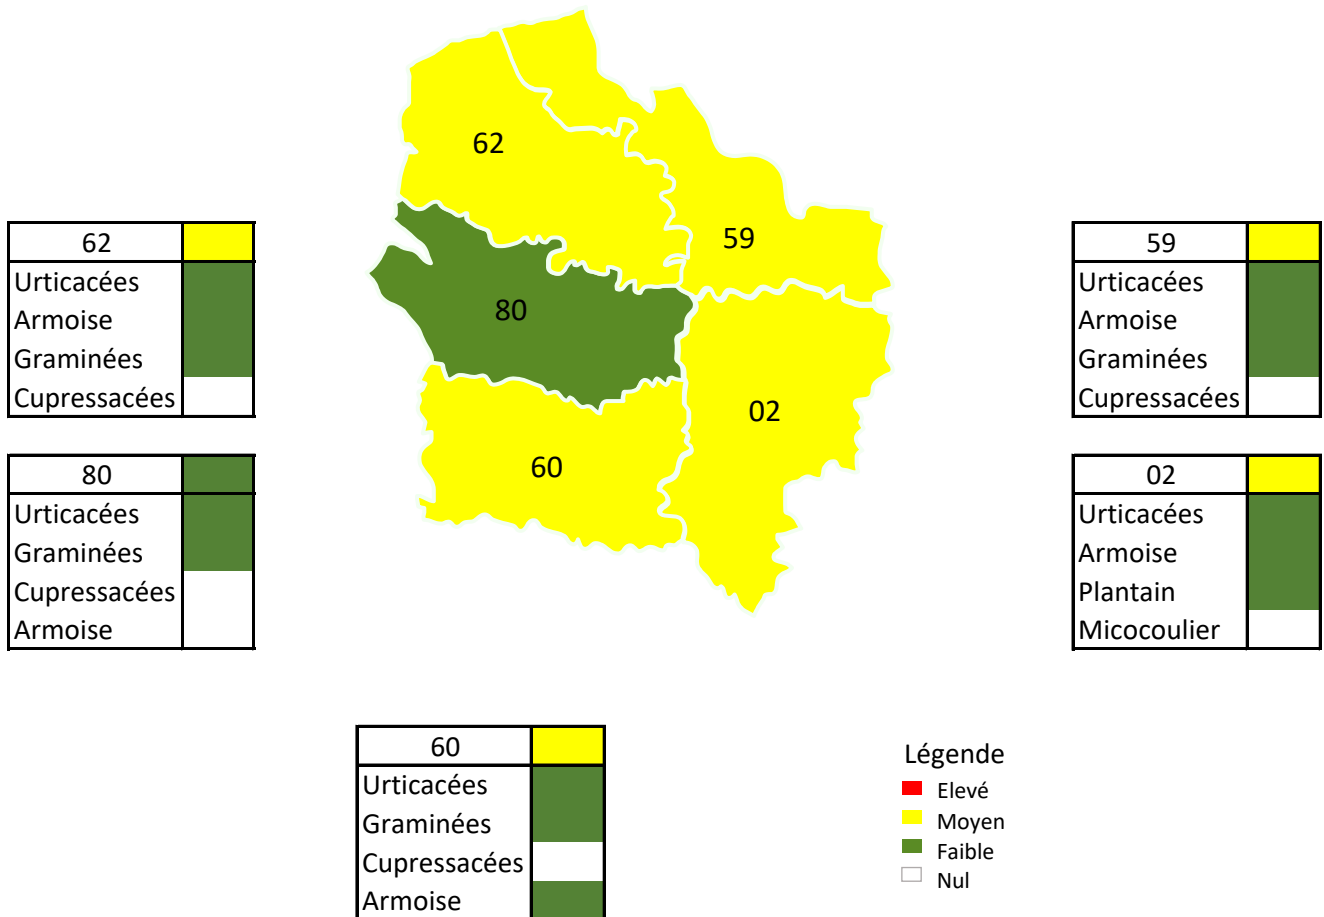 62
59
80
02
60
62
Urticacées
Armoise
Graminées
Cupressacées
59
Urticacées
Armoise
Graminées
Cupressacées
80
Urticacées
Graminées
Cupressacées
Armoise
02
Urticacées
Armoise
Plantain
Micocoulier
60
Urticacées
Graminées
Cupressacées
Armoise
Légende
Elevé
Moyen
Faible
Nul